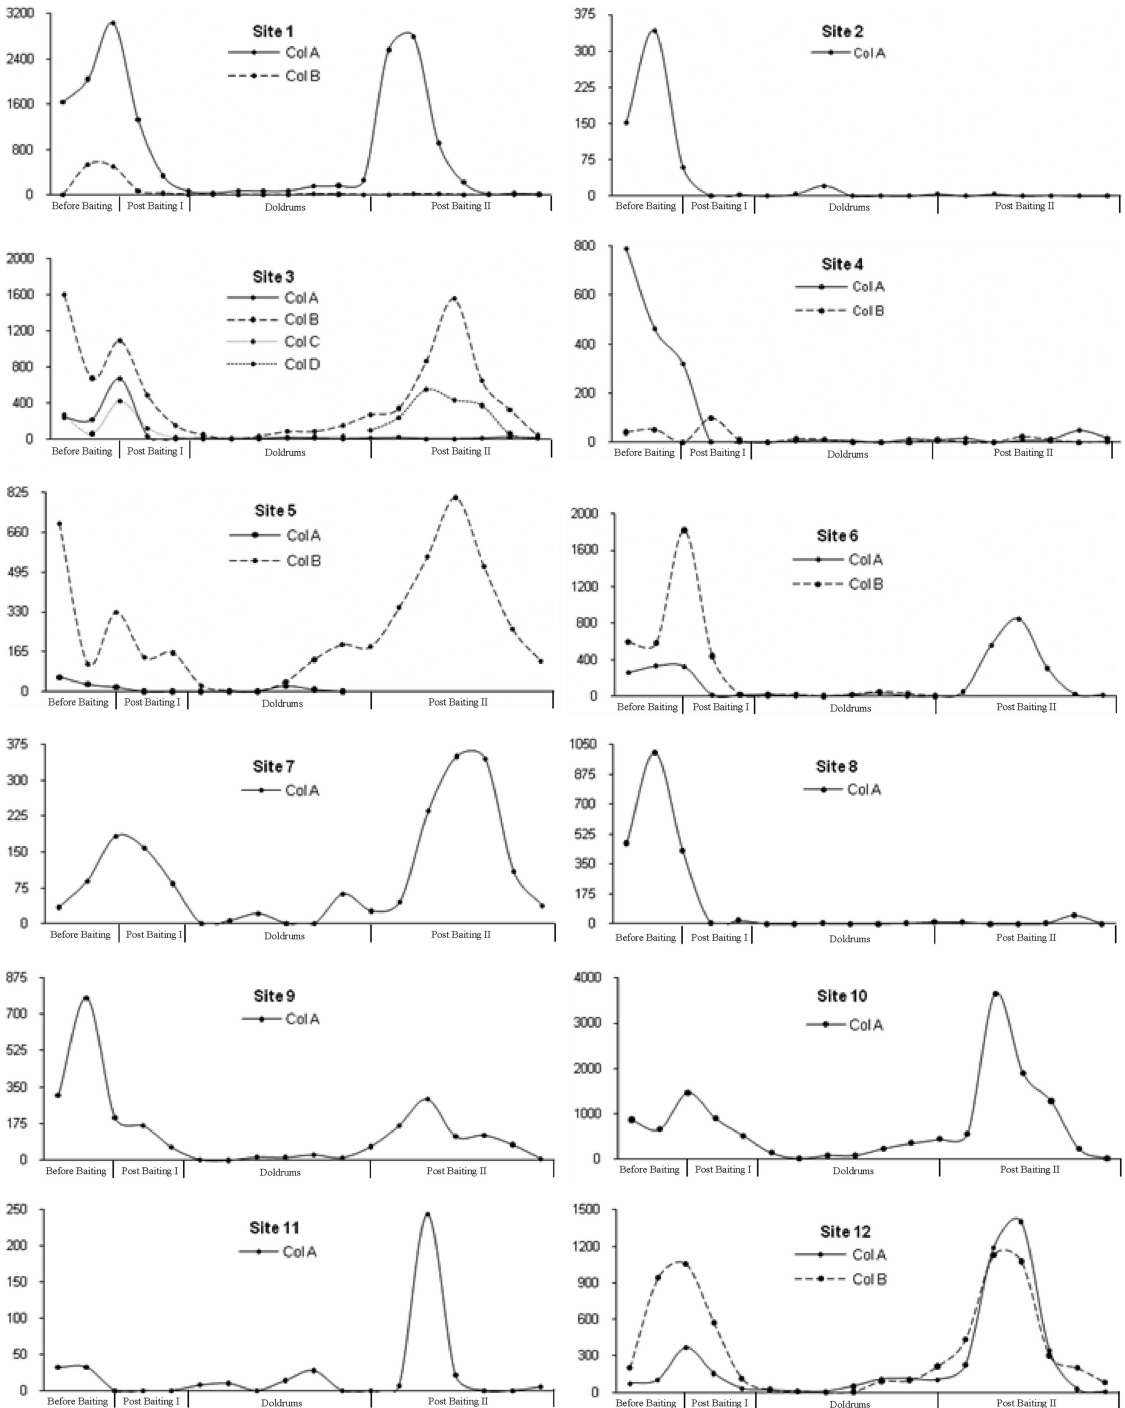 3200
2400
1600
800
0
Site 1
Col A
Col B
Before Baiting Post Baiting I Doldrums Post Baiting II
375
300
225
150
75
0
Site 2
Col A
Before Baiting Post Baiting I Doldrums Post Baiting II
2000
1600
1200
800
400
0
Site 3
Col A
Col B
Col C
Col D
Before Baiting Post Baiting I Doldrums Post Baiting II
800
600
400
200
0
Site 4
Col A
Col B
Before Baiting Post Baiting I Doldrums Post Baiting II
825
660
495
330
165
0
Site 5
Col A
Col B
Before Baiting Post Baiting I Doldrums Post Baiting II
2000
1600
1200
800
400
0
Site 6
Col A
Col B
Before Baiting Post Baiting I Doldrums Post Baiting II
375
300
225
150
75
0
Site 7
Col A
Before Baiting Post Baiting I Doldrums Post Baiting II
1050
875
700
525
350
175
0
Site 8
Col A
Before Baiting Post Baiting I Doldrums Post Baiting II
875
700
525
350
175
0
Site 9
Col A
Before Baiting Post Baiting I Doldrums Post Baiting II
4000
3000
2000
1000
0
Site 10
Col A
Before Baiting Post Baiting I Doldrums Post Baiting II
250
200
150
100
50
0
Site 11
Col A
Before Baiting Post Baiting I Doldrums Post Baiting II
1500
1200
900
600
300
0
Site 12
Col A
Col B
Before Baiting Post Baiting I Doldrums Post Baiting II